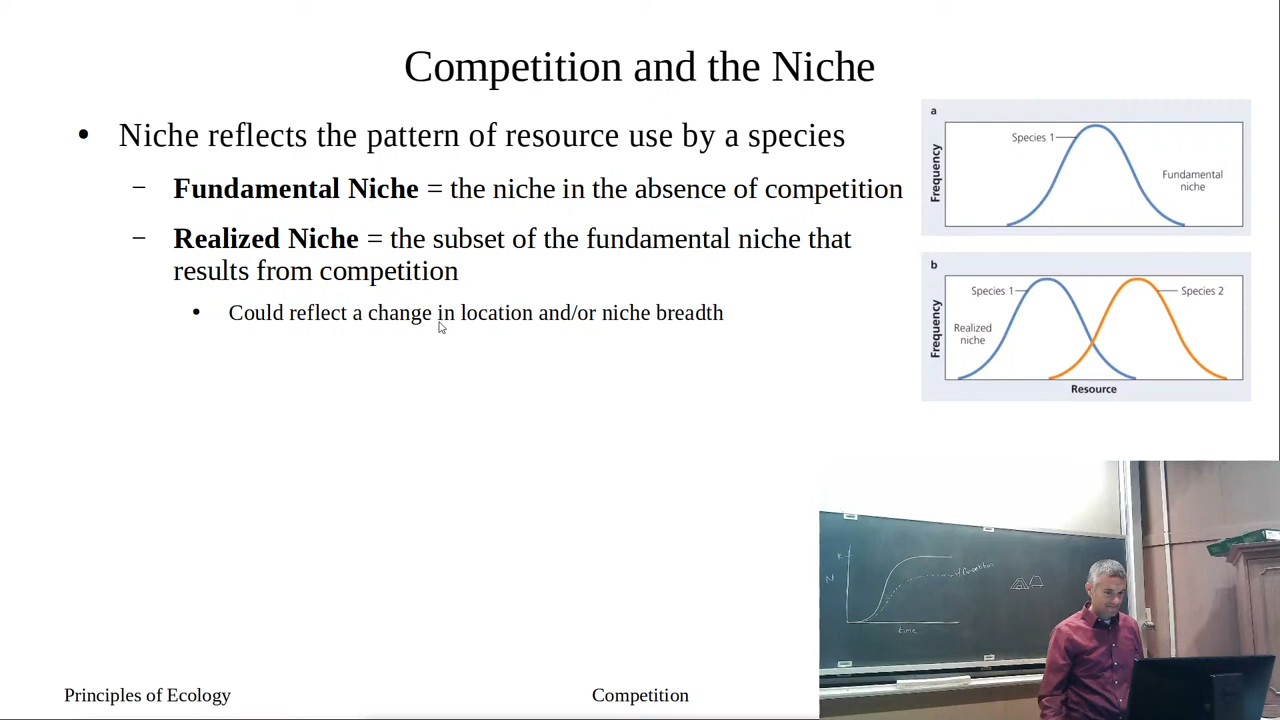 Competition and the Niche
• Niche reflects the pattern of resource use by a species
– Fundamental Niche = the niche in the absence of competition
– Realized Niche = the subset of the fundamental niche that
results from competition
• Could reflect a change in location and/or niche breadth
a
Frequency
Species 1
Fundamental
niche
b
Frequency
Species 1
Species 2
Realized
niche
Resource
K
N
time
Principles of Ecology
Competition